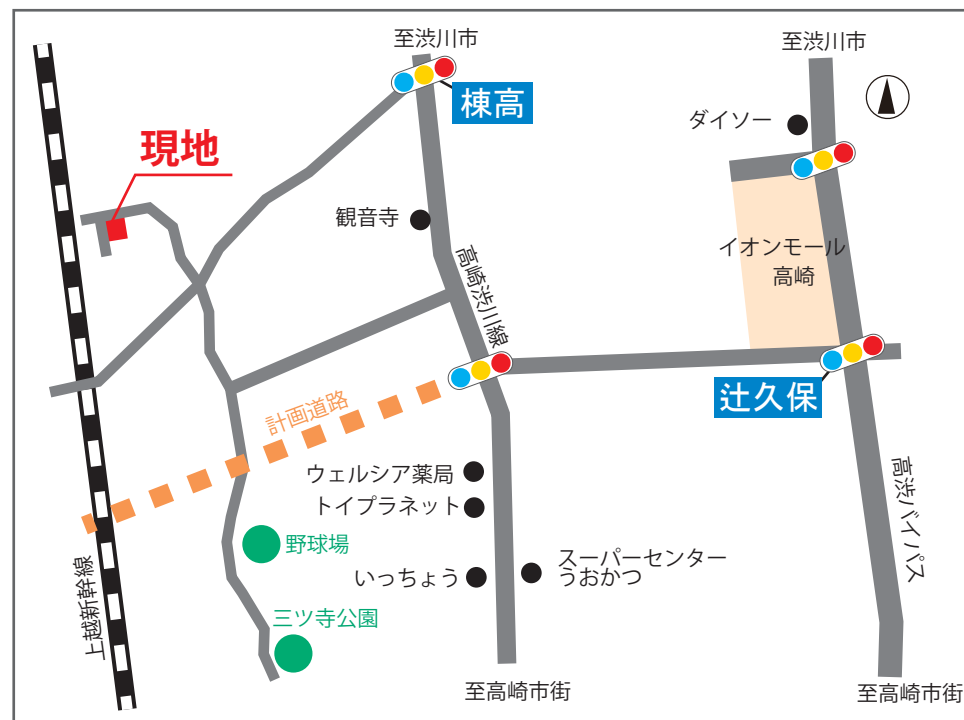 至渋川市
至渋川市
棟高
ダイソー
現地
観音寺
イオンモール
高崎
高崎渋川線
辻久保
計画道路
ウェルシア薬局
トイプラネット
高渋バイパス
野球場
スーパーセンター
うおかつ
いっちょう
上越新幹線
三ツ寺公園
至高崎市街
至高崎市街